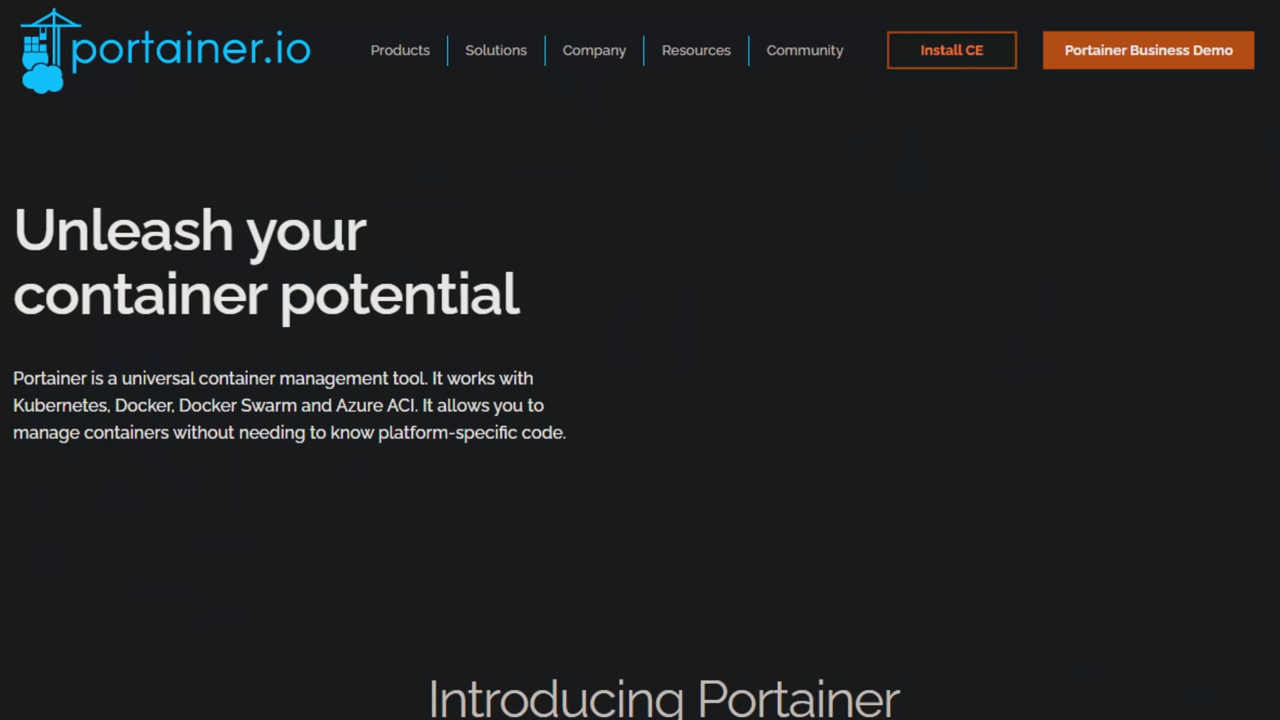 portainer.io
Products
Solutions
Company
Resources
Community
Install CE
Portainer Business Demo
Unleash your
container potential
Portainer is a universal container management tool. It works with
Kubernetes, Docker, Docker Swarm and Azure ACI. It allows you to
manage containers without needing to know platform-specific code.
Introducing Portainer